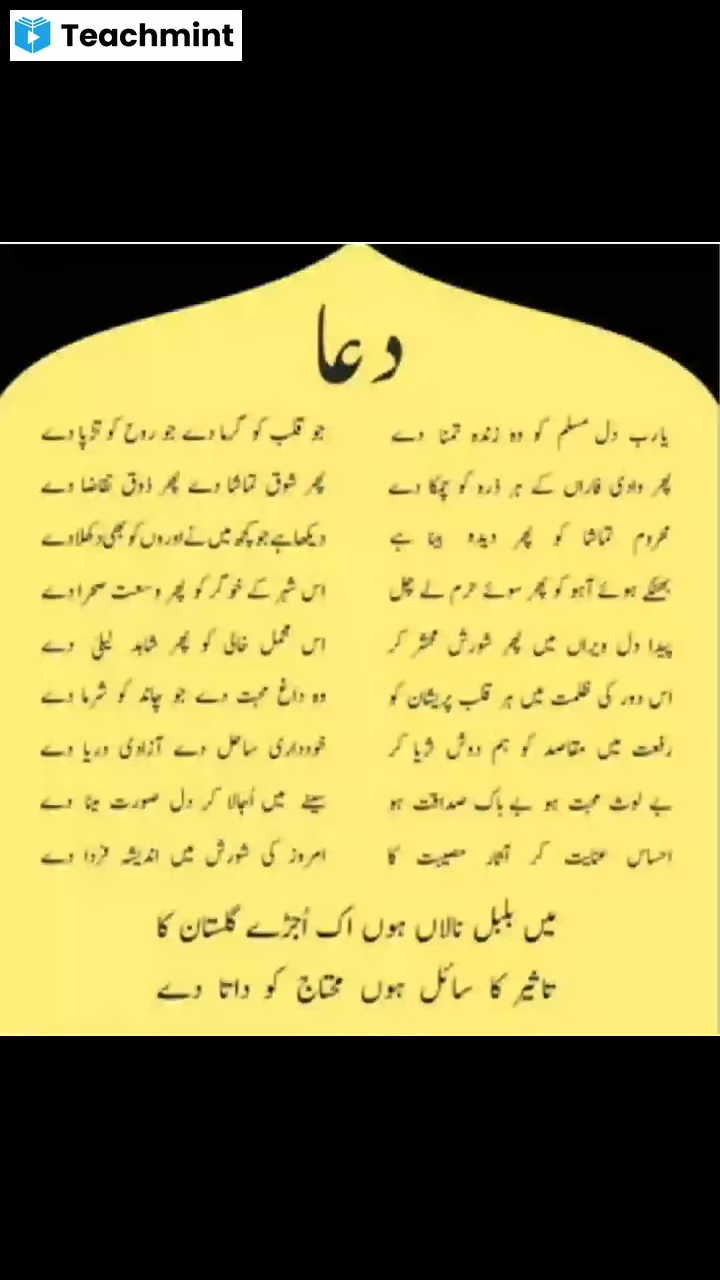 Teachmint
دعا
یارب دل مسلم کو وہ زندہ تمنا دے جو قلب کو گرما دے جو روح کو تڑپا دے
پھر وادی فاراں کے ہر ذرہ کو چمکا دے پھر شوق تماشا دے پھر ذوق تقاضا دے
محروم تماشا کو پھر دیدہ بینا دے دیکھا ہے جو کچھ میں نے اوروں کو بھی دکھلا دے
بھٹکے ہوئے آہو کو پھر سوئے حرم لے چل اس شہر کے خوگر کو پھر وسعت صحرا دے
پیدا دل ویراں میں پھر شورش محشر کر اس محمل خالی کو پھر شاہد لیلیٰ دے
اس دور کی ظلمت میں ہر قلب پریشان کو وہ داغ محبت دے جو چاند کو شرما دے
رفعت میں مقاصد کو ہم دوش ثریا کر خودداری ساحل دے آزادی دریا دے
بے لوث محبت ہو بے باک صداقت ہو سینے میں اُجالا کر دل صورت مینا دے
احساس عنایت کر آثار مصیبت کا امروز کی شورش میں اندیشہ فردا دے
میں بلبل نالاں ہوں اک اُجڑے گلستان کا
تاثیر کا سائل ہوں محتاج کو داتا دے